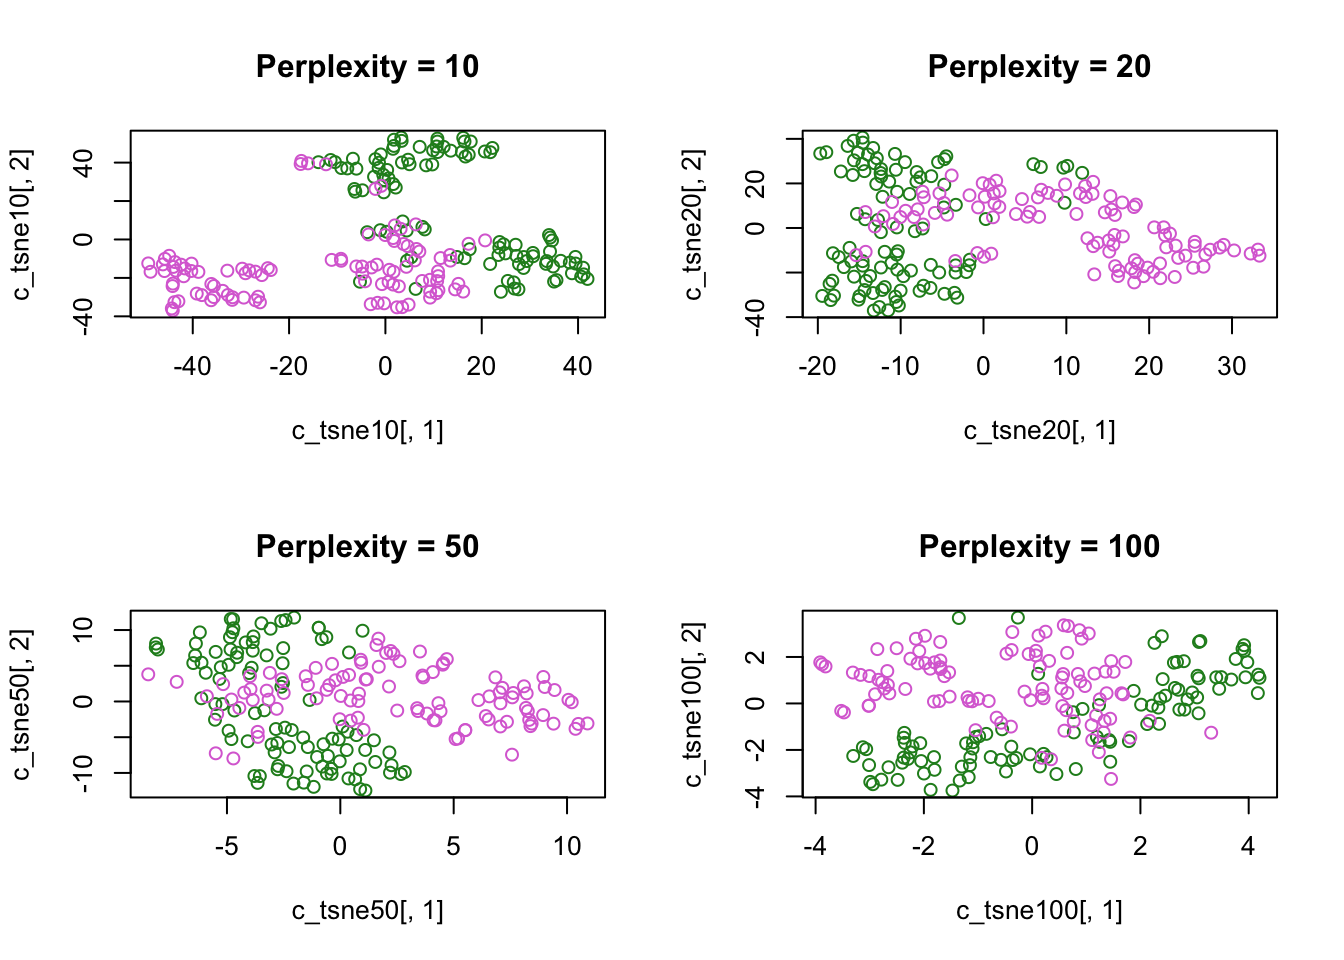 Perplexity = 10
c_tsne10[, 2]
40
0
-40
-40
-20
0
20
40
c_tsne10[, 1]
Perplexity = 20
c_tsne20[, 2]
20
0
-40
-20
-10
0
10
20
30
c_tsne20[, 1]
Perplexity = 50
c_tsne50[, 2]
10
0
-10
-5
0
5
10
c_tsne50[, 1]
Perplexity = 100
c_tsne100[, 2]
2
0
-2
-4
-4
-2
0
2
4
c_tsne100[, 1]